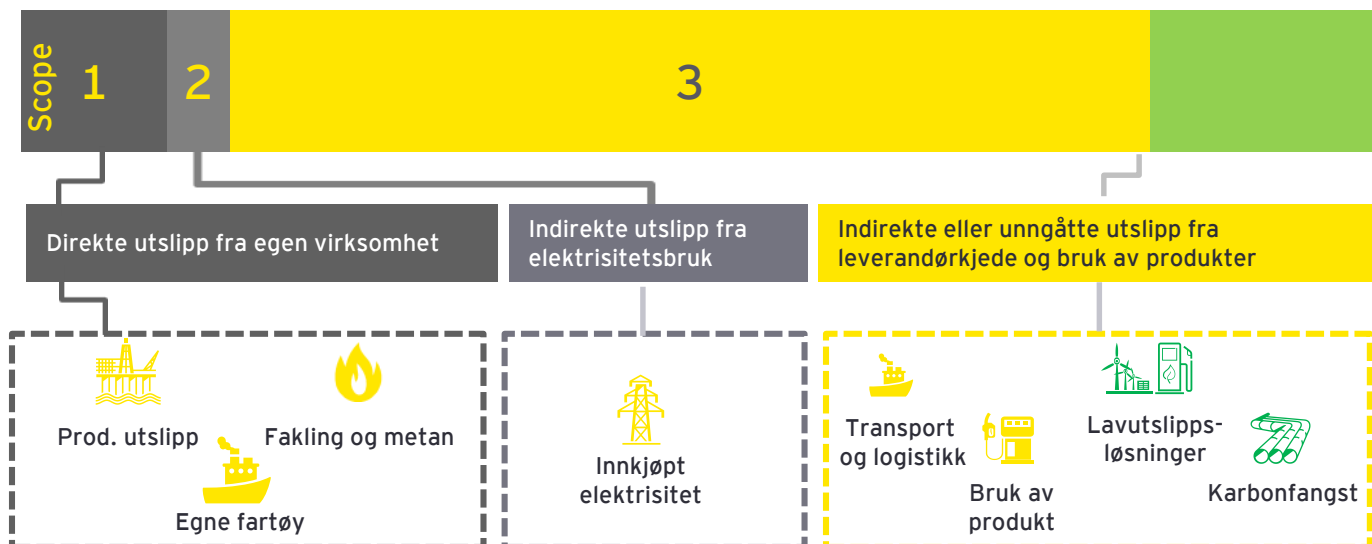 Scope
1
2
3
Direkte utslipp fra egen virksomhet
Indirekte utslipp fra
elektrisitetsbruk
Indirekte eller unngåtte utslipp fra
leverandørkjede og bruk av produkter
Prod. utslipp
Fakling og metan
Egne fartøy
Innkjøpt
elektrisitet
Transport
og logistikk
Bruk av
produkt
Lavutslipps-
løsninger
Karbonfangst